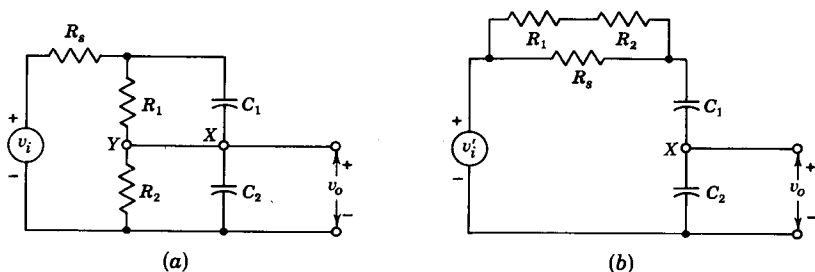 R_s
R_1
C_1
Y
X
+
v_i
−
R_2
C_2
+
v_o
−
(a)
R_1
R_2
R_s
C_1
+
v_i′
−
X
C_2
+
v_o
−
(b)